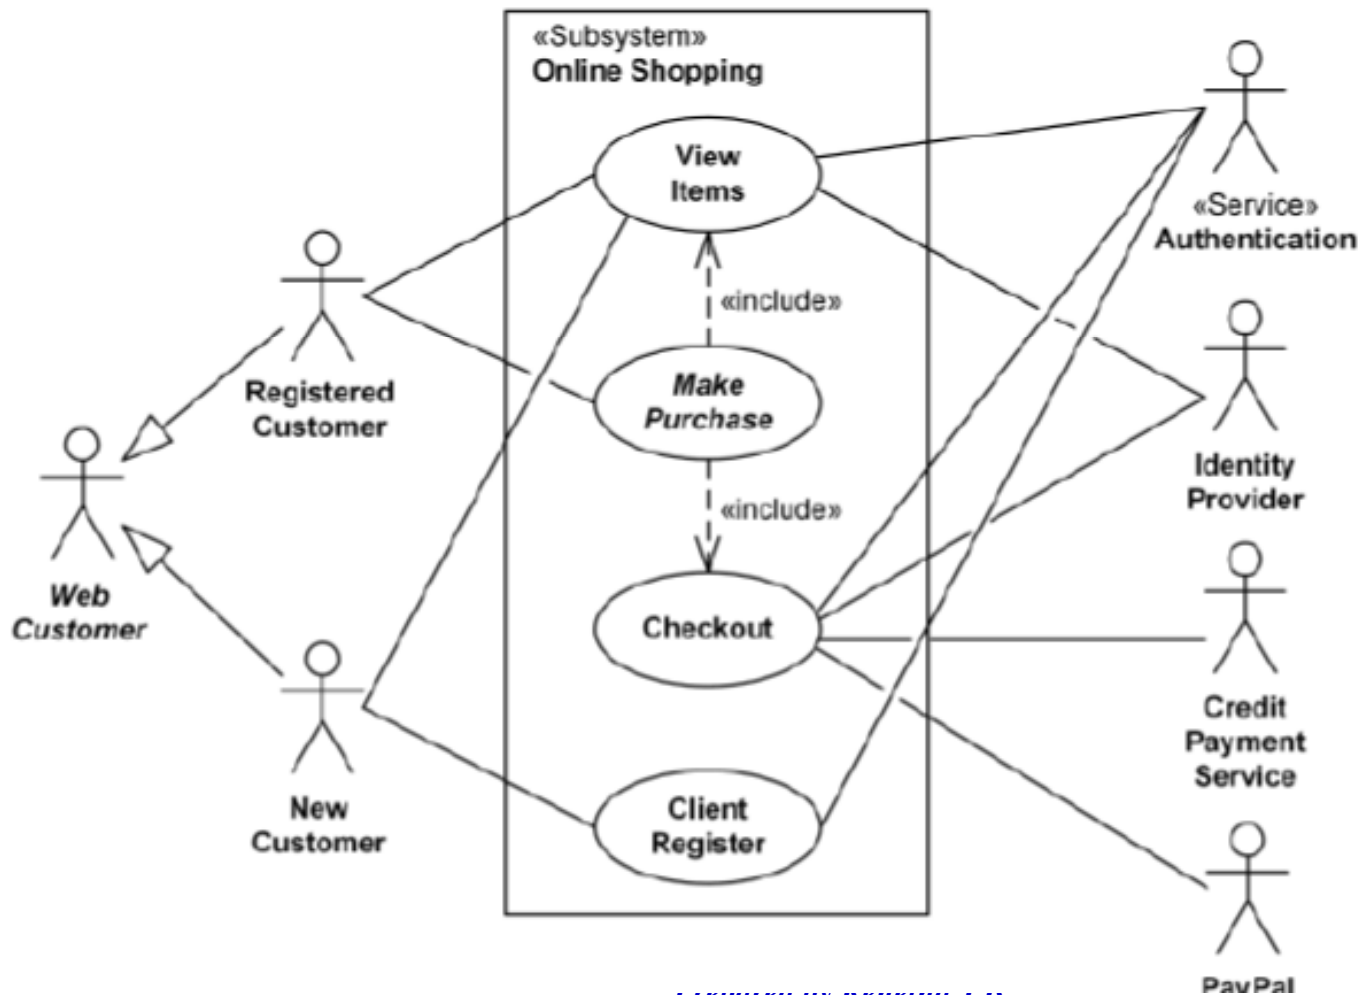 «Subsystem»
Online Shopping
View
Items
«include»
Make
Purchase
«include»
Checkout
Client
Register
Registered
Customer
Web
Customer
New
Customer
«Service»
Authentication
Identity
Provider
Credit
Payment
Service
PayPal